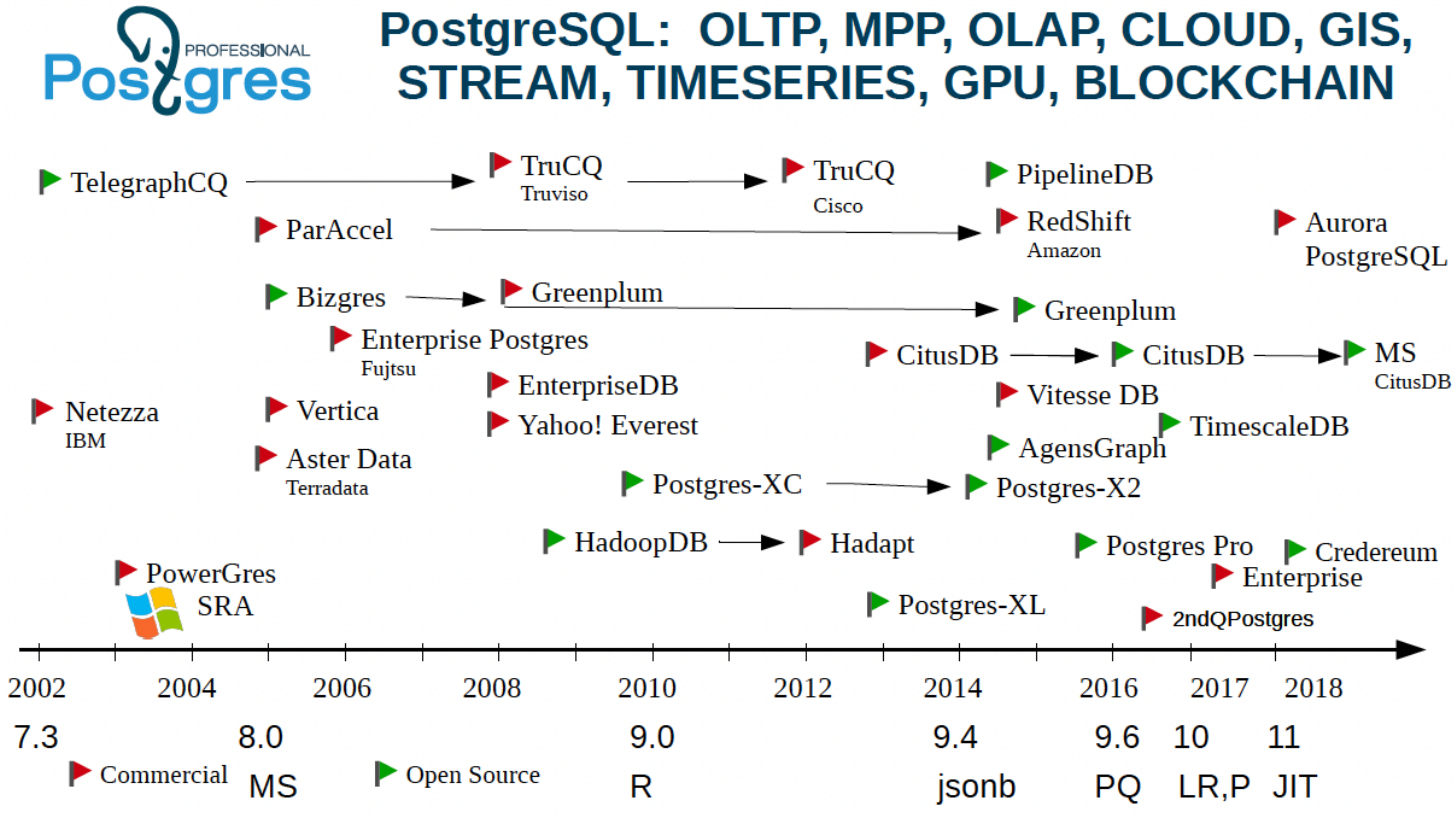 PROFESSIONAL
Postgres
PostgreSQL: OLTP, MPP, OLAP, CLOUD, GIS,
STREAM, TIMESERIES, GPU, BLOCKCHAIN
TelegraphCQ
TruCQ
Truviso
TruCQ
Cisco
PipelineDB
ParAccel
RedShift
Amazon
Aurora
PostgreSQL
Bizgres
Greenplum
Greenplum
Enterprise Postgres
Fujtsu
CitusDB
CitusDB
MS
CitusDB
EnterpriseDB
Vitesse DB
Netezza
IBM
Vertica
Yahoo! Everest
TimescaleDB
Aster Data
Terradata
AgensGraph
Postgres-XC
Postgres-X2
HadoopDB
Hadapt
Postgres Pro
Credereum
Enterprise
PowerGres
SRA
Postgres-XL
2ndQPostgres
2002 2004 2006 2008 2010 2012 2014 2016 2017 2018
7.3 8.0 9.0 9.4 9.6 10 11
Commercial Open Source
MS R jsonb PQ LR,P JIT